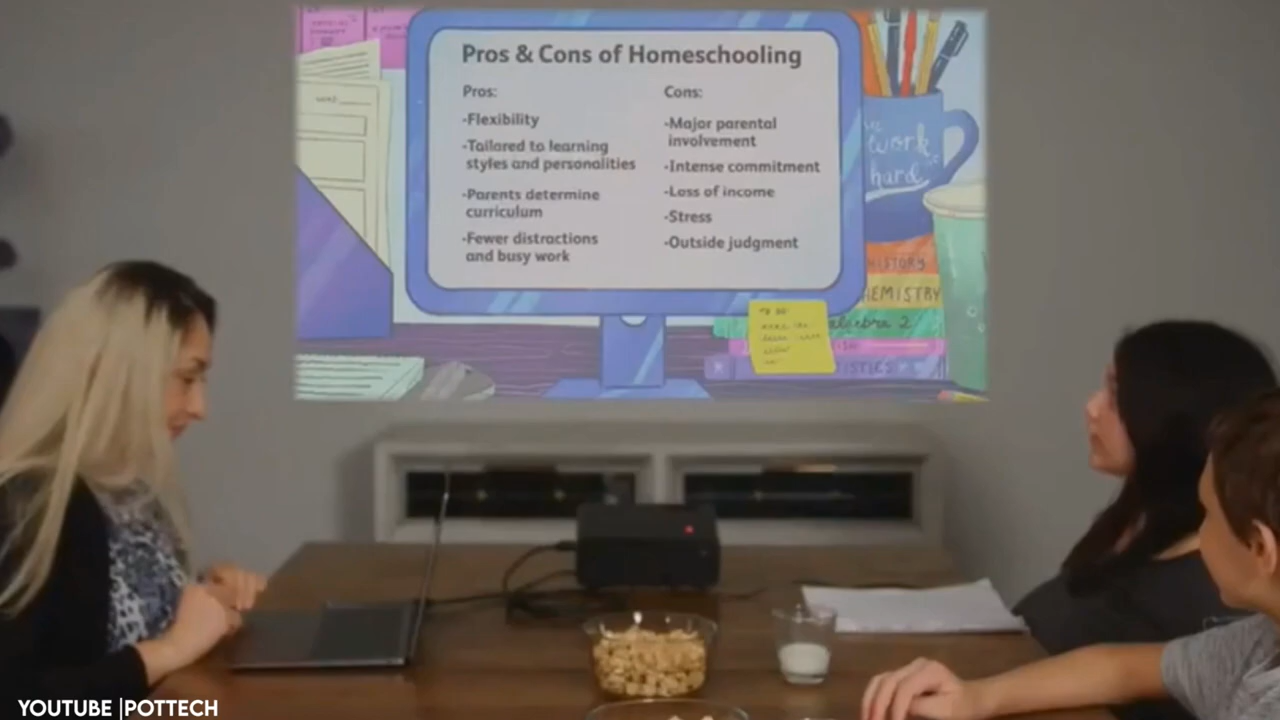 Pros & Cons of Homeschooling
Pros:
-Flexibility
-Tailored to learning
styles and personalities
-Parents determine
curriculum
-Fewer distractions
and busy work
Cons:
-Major parental
involvement
-Intense commitment
-Loss of income
-Stress
-Outside judgment
work
hard
HISTORY
HEMISTRY
algebra 2
YOUTUBE |POTTECH